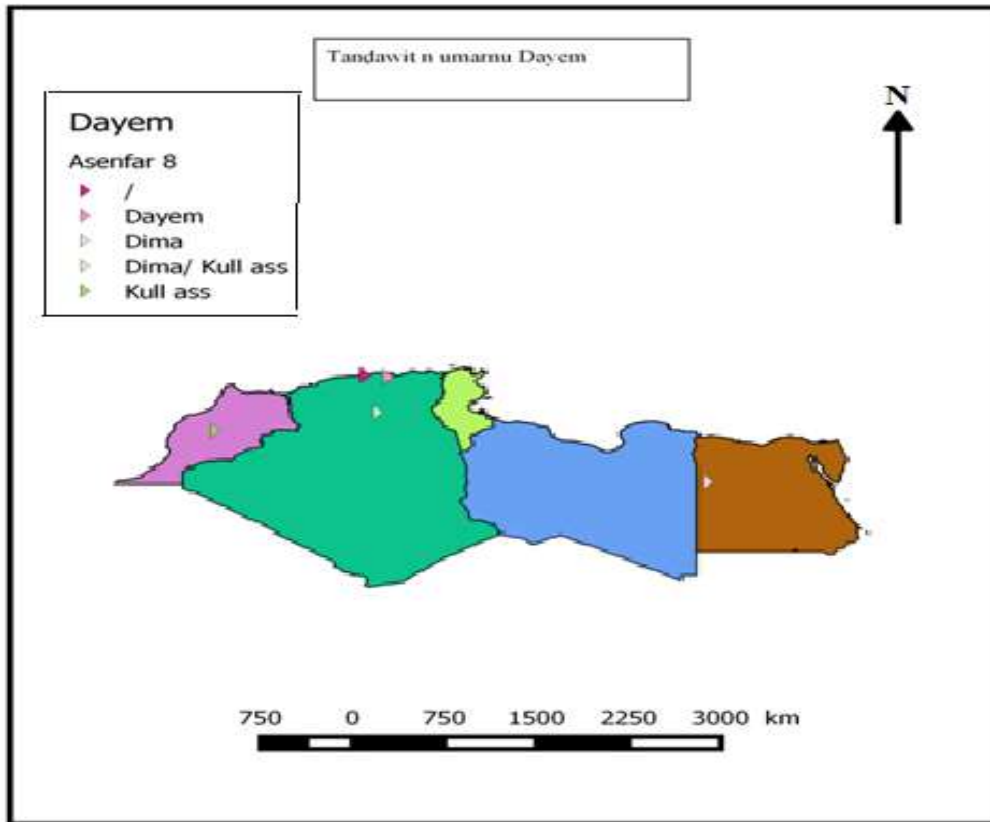 Tanḍawit n umarnu Dayem
N
Dayem
Asenfar 8
/
Dayem
Dima
Dima/ Kull ass
Kull ass
750 0 750 1500 2250 3000 km